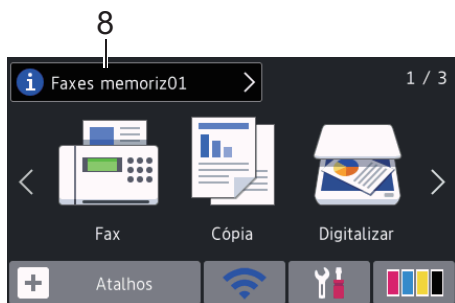 8
Faxes memoriz01
1 / 3
Fax
Cópia
Digitalizar
Atalhos